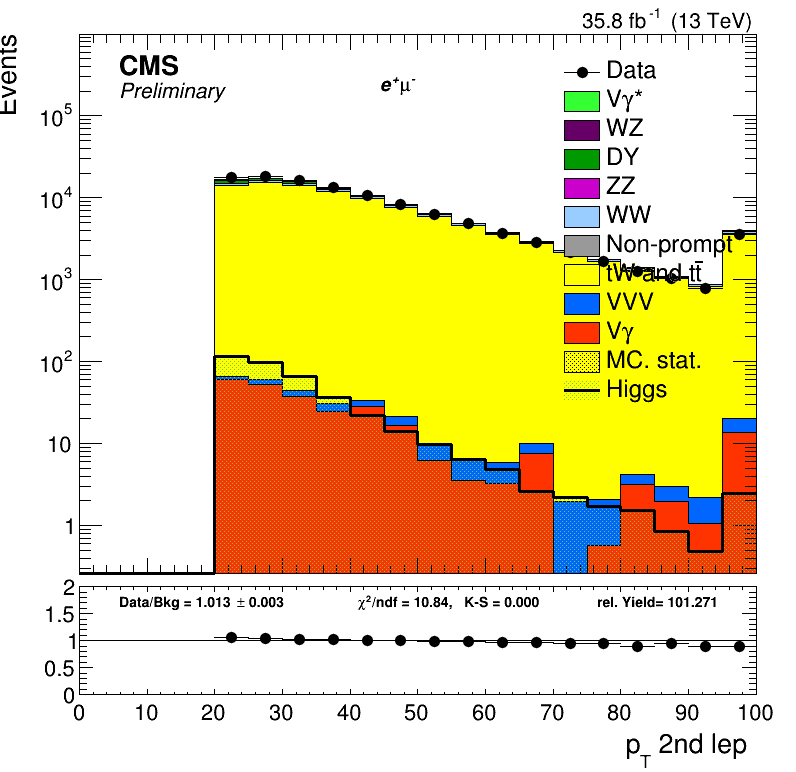 35.8 fb⁻¹ (13 TeV)
Events
CMS
Preliminary
e⁺μ⁻
Data
Vγ*
WZ
DY
ZZ
WW
Non-prompt
tW and tt̄
VVV
Vγ
MC. stat.
Higgs
10⁵
10⁴
10³
10²
10
1
Data/Bkg = 1.013 ± 0.003 χ²/ndf = 10.84, K-S = 0.000 rel. Yield= 101.271
2
1.5
1
0.5
0
0 10 20 30 40 50 60 70 80 90 100
p_T 2nd lep